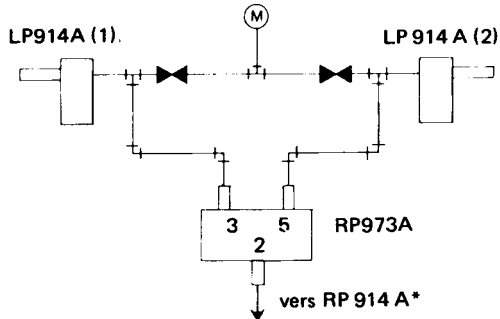 M
LP914A (1).
LP 914 A (2)
3 5 RP973A
2
vers RP 914 A*